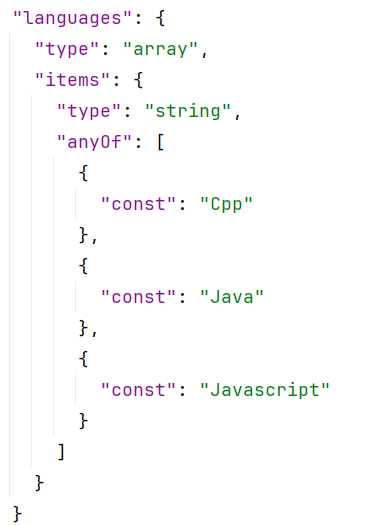 "languages": {
"type": "array",
"items": {
"type": "string",
"anyOf": [
{
"const": "Cpp"
},
{
"const": "Java"
},
{
"const": "Javascript"
}
]
}
}